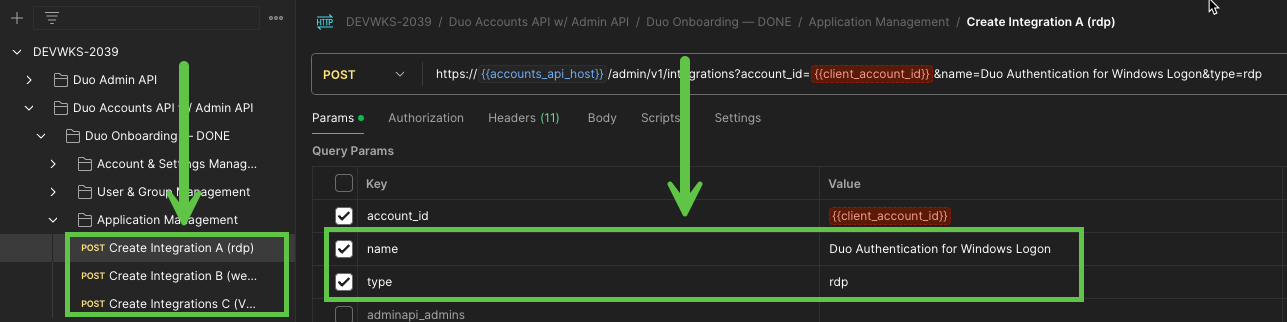 DEVWKS-2039
Duo Admin API
Duo Accounts API w/ Admin API
Duo Onboarding — DONE
Account & Settings Manag...
User & Group Management
Application Management
POST Create Integration A (rdp)
POST Create Integration B (we...
POST Create Integrations C (V...
HTTP DEVWKS-2039 / Duo Accounts API w/ Admin API / Duo Onboarding — DONE / Application Management / Create Integration A (rdp)
POST https:// {{accounts_api_host}} /admin/v1/integrations?account_id= {{client_account_id}} &name=Duo Authentication for Windows Logon&type=rdp
Params Authorization Headers (11) Body Scripts Settings
Query Params
Key Value
account_id {{client_account_id}}
name Duo Authentication for Windows Logon
type rdp
adminapi_admins